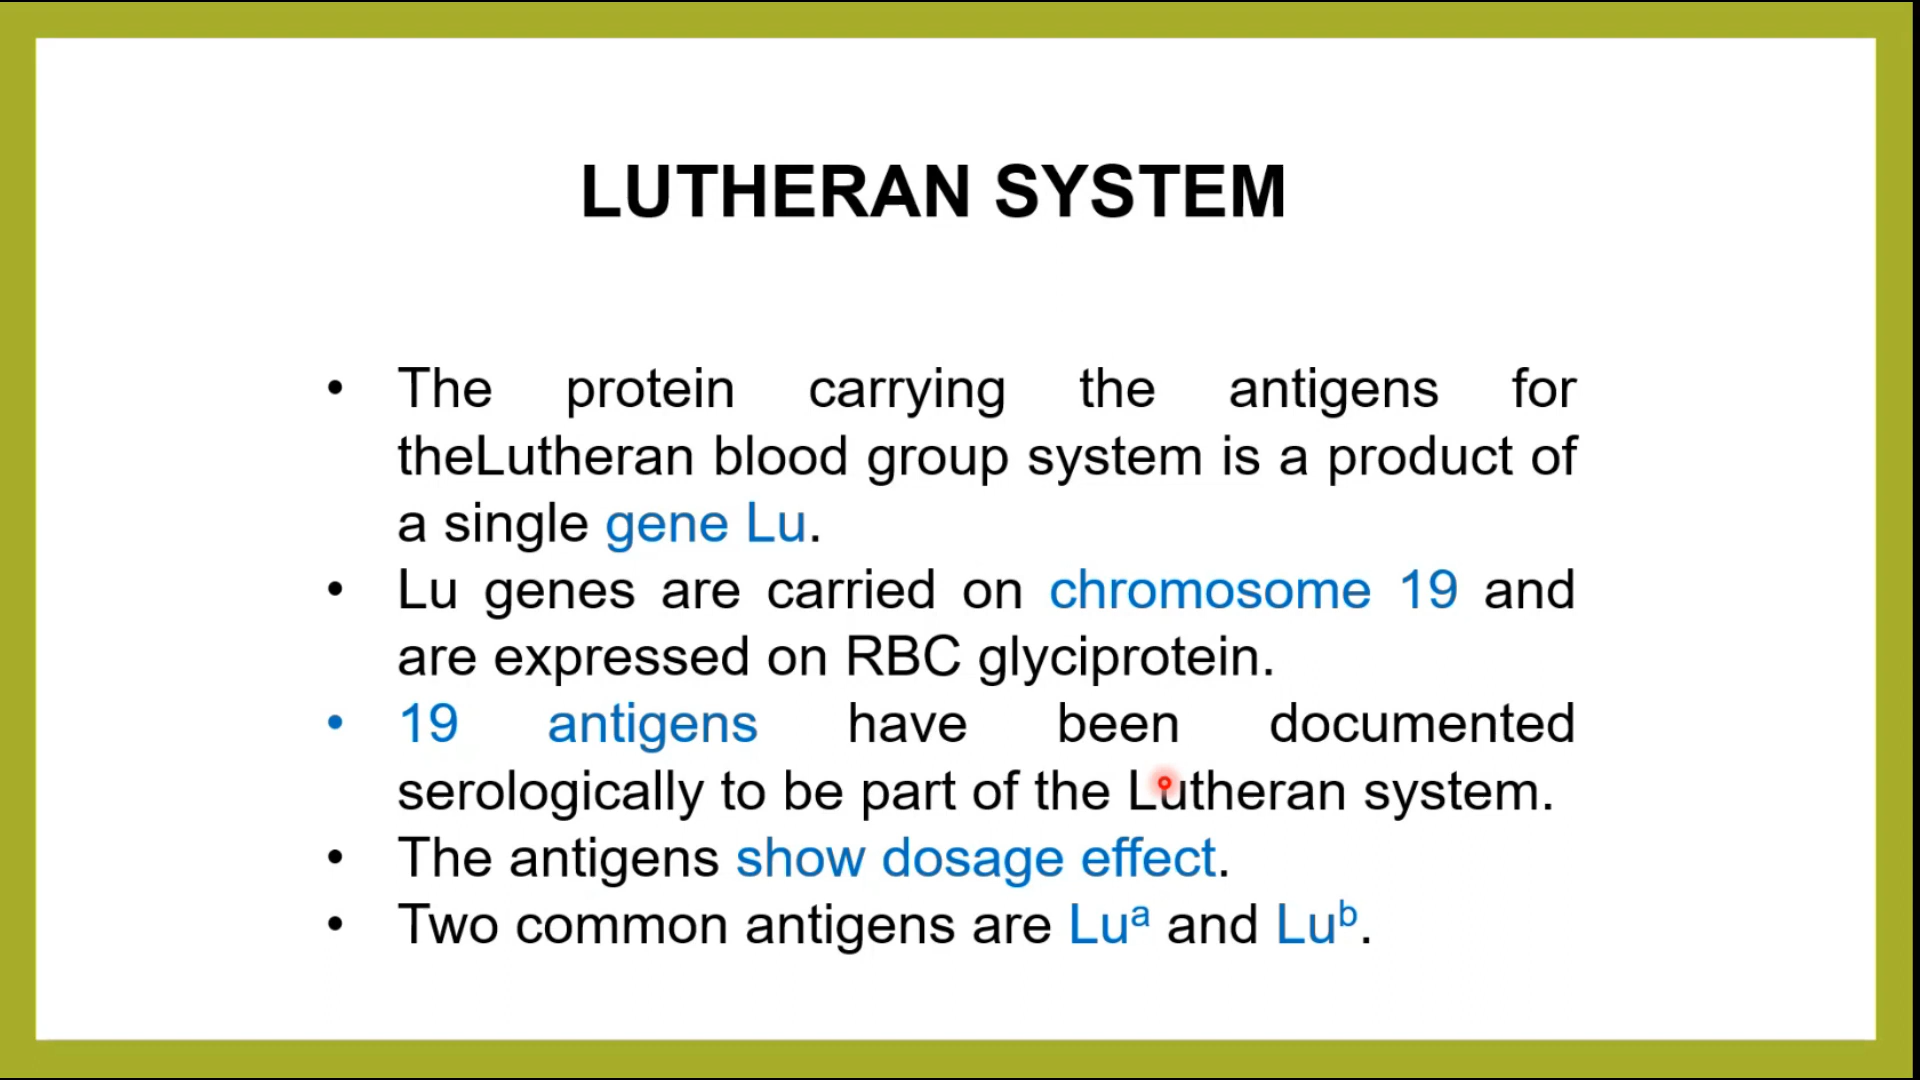 LUTHERAN SYSTEM
• The protein carrying the antigens for
theLutheran blood group system is a product of
a single gene Lu.
• Lu genes are carried on chromosome 19 and
are expressed on RBC glyciprotein.
• 19 antigens have been documented
serologically to be part of the Lutheran system.
• The antigens show dosage effect.
• Two common antigens are Luᵃ and Luᵇ.